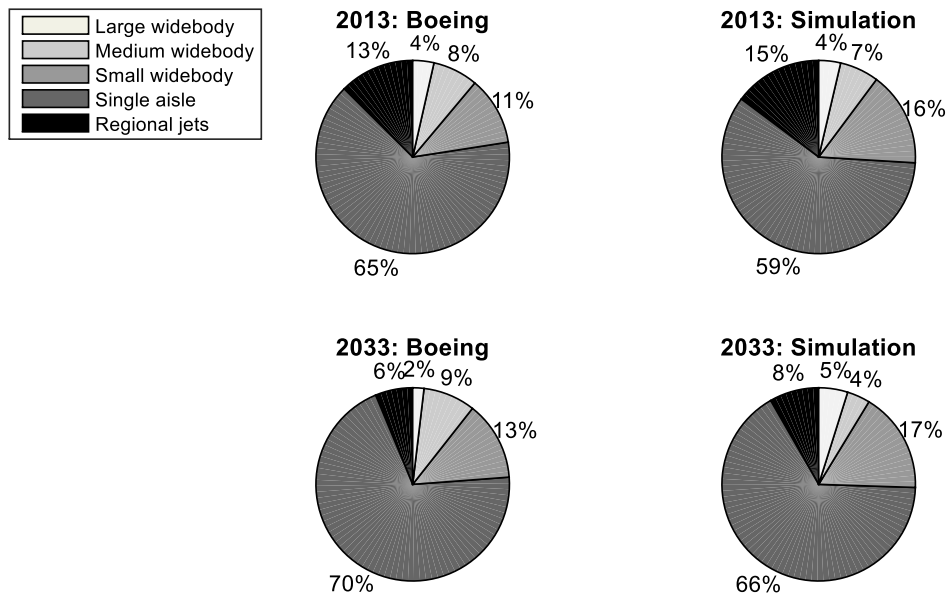 Large widebody
Medium widebody
Small widebody
Single aisle
Regional jets
2013: Boeing
13%
4%
8%
11%
65%
2013: Simulation
15%
4%
7%
16%
59%
2033: Boeing
6%
2%
9%
13%
70%
2033: Simulation
8%
5%
4%
17%
66%